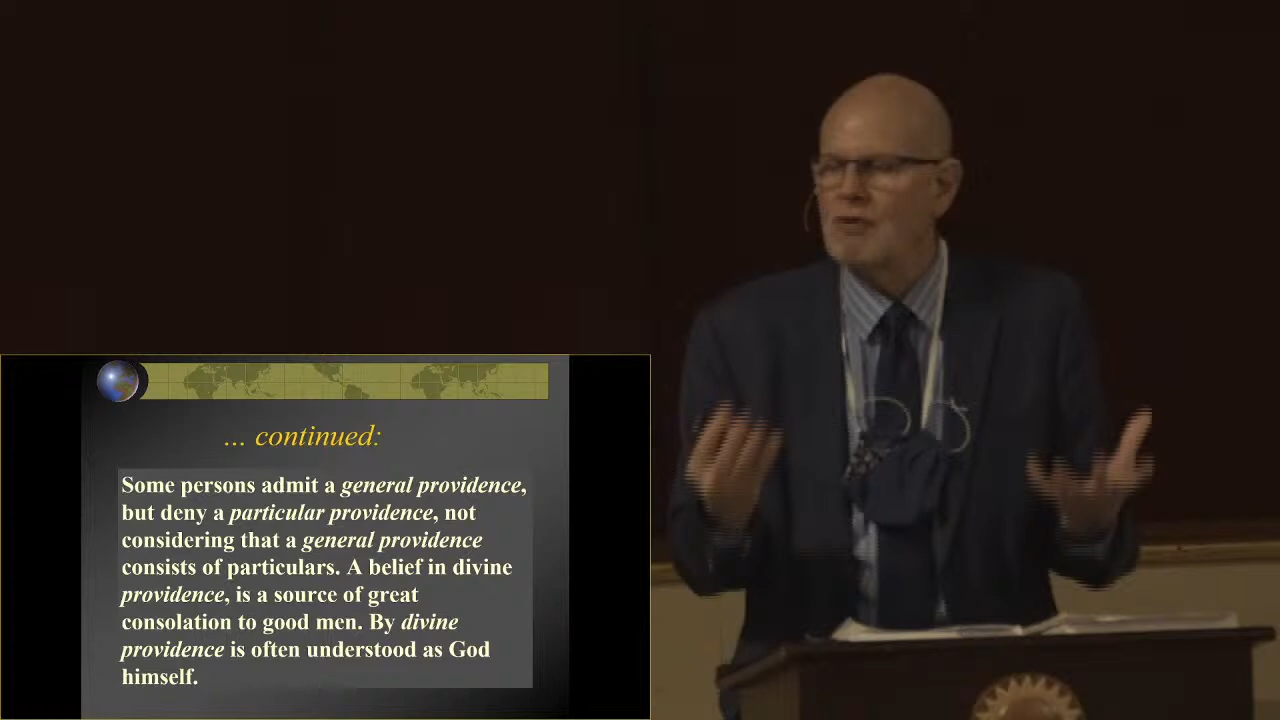 ... continued:
Some persons admit a general providence,
but deny a particular providence, not
considering that a general providence
consists of particulars. A belief in divine
providence, is a source of great
consolation to good men. By divine
providence is often understood as God
himself.